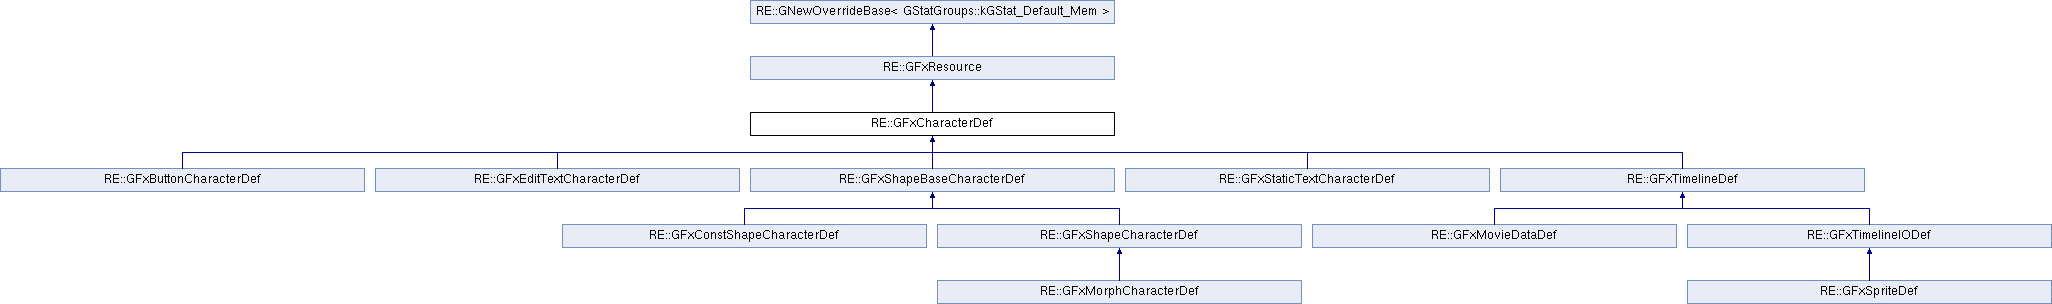 RE::GNewOverrideBase< GStatGroups::kGStat_Default_Mem >
RE::GFxResource
RE::GFxCharacterDef
RE::GFxButtonCharacterDef
RE::GFxEditTextCharacterDef
RE::GFxShapeBaseCharacterDef
RE::GFxStaticTextCharacterDef
RE::GFxTimelineDef
RE::GFxConstShapeCharacterDef
RE::GFxShapeCharacterDef
RE::GFxMovieDataDef
RE::GFxTimelineIODef
RE::GFxMorphCharacterDef
RE::GFxSpriteDef